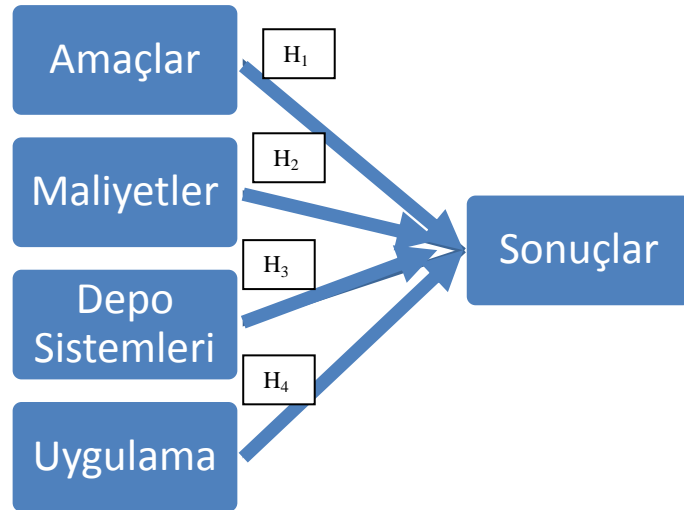 Amaçlar
H₁
Maliyetler
H₂
Depo
Sistemleri
H₃
Uygulama
H₄
Sonuçlar